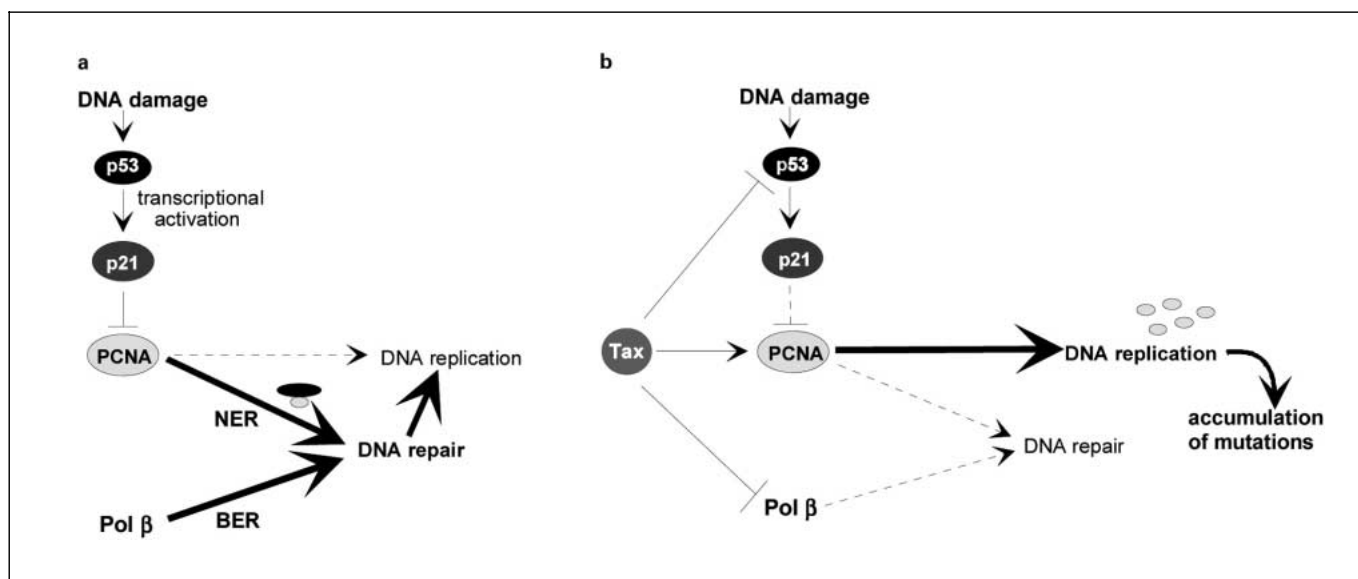 a
DNA damage
p53
transcriptional
activation
p21
PCNA
DNA replication
NER
DNA repair
Pol β
BER
b
DNA damage
p53
p21
Tax
PCNA
DNA replication
accumulation
of mutations
DNA repair
Pol β